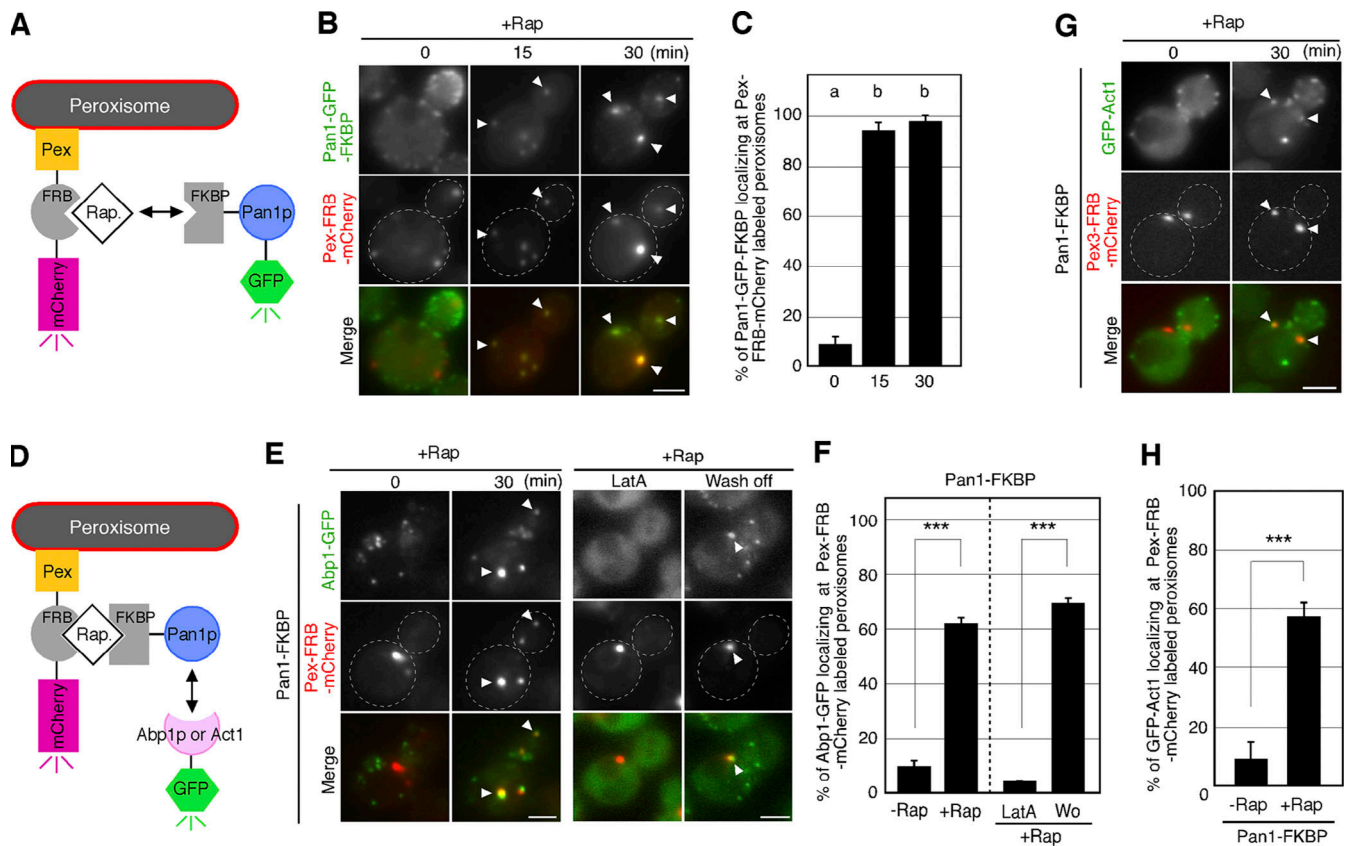 A
Peroxisome
Pex
FRB
Rap.
FKBP
Pan1p
mCherry
GFP
B
+Rap
0 15 30 (min)
Pan1-GFP
-FKBP
Pex-FRB
-mCherry
Merge
C
% of Pan1-GFP-FKBP localizing at Pex-
FRB-mCherry labeled peroxisomes
100
80
60
40
20
0
a b b
0 15 30
G
+Rap
0 30 (min)
Pan1-FKBP
GFP-Act1
Pex3-FRB
-mCherry
Merge
D
Peroxisome
Pex
FRB
Rap.
FKBP
Pan1p
mCherry
Abp1p or Act1
GFP
E
+Rap +Rap
0 30 (min) LatA Wash off
Pan1-FKBP
Abp1-GFP
Pex-FRB
-mCherry
Merge
F
Pan1-FKBP
% of Abp1-GFP localizing at Pex-FRB
-mCherry labeled peroxisomes
100
80
60
40
20
0
*** ***
-Rap +Rap LatA Wo
+Rap
H
% of GFP-Act1 localizing at Pex-FRB
-mCherry labeled peroxisomes
100
80
60
40
20
0
***
-Rap +Rap
Pan1-FKBP